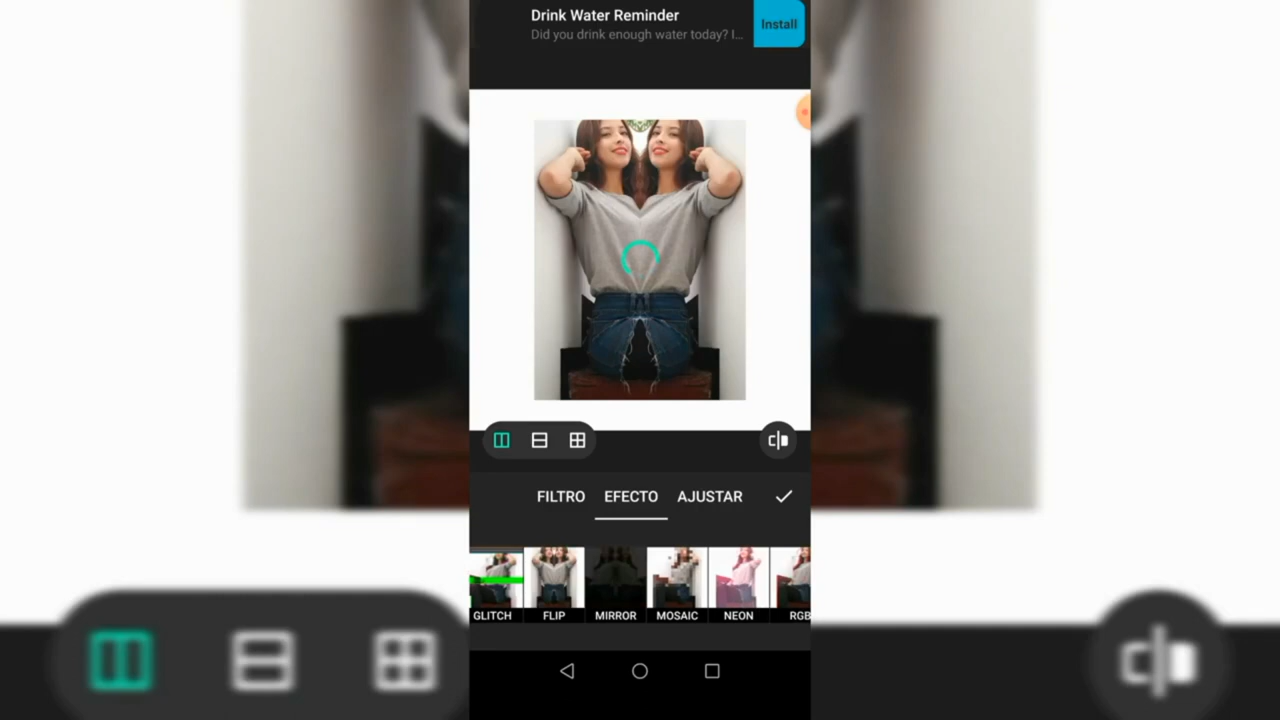 Drink Water Reminder
Install
Did you drink enough water today? I...
FILTRO EFECTO AJUSTAR
GLITCH FLIP MIRROR MOSAIC NEON RGB